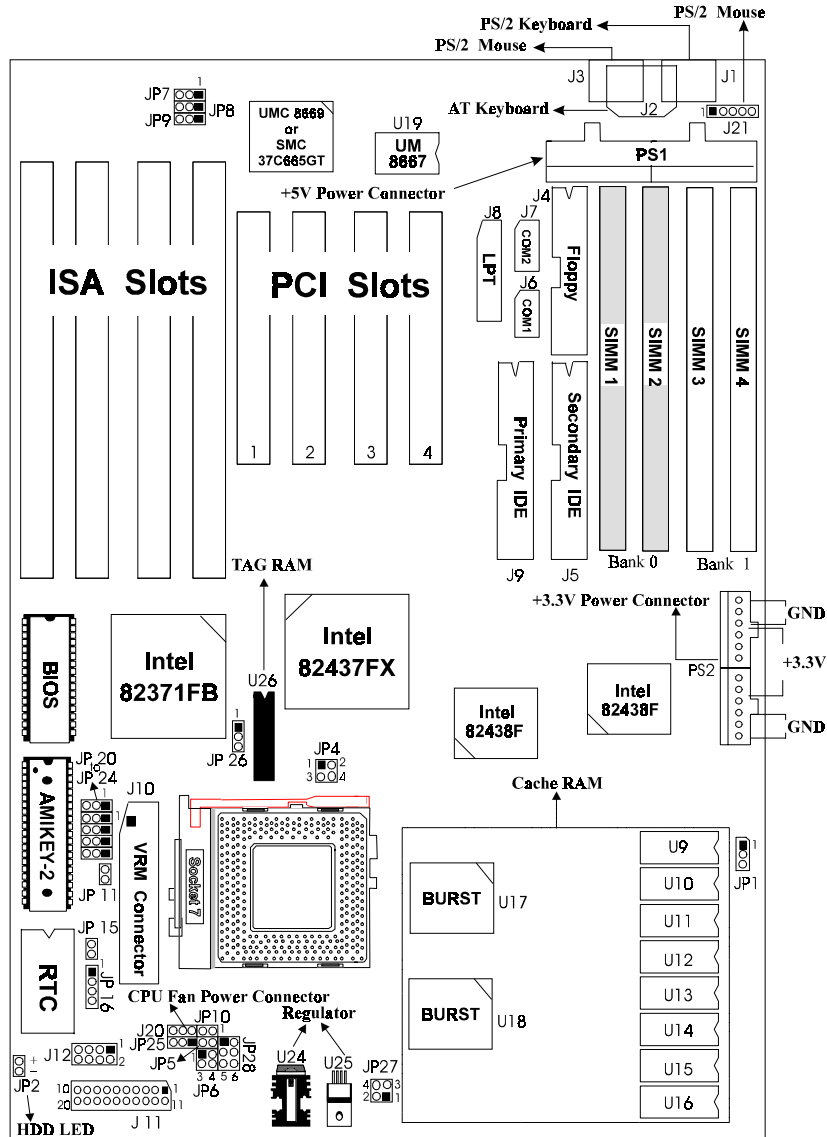 PS/2 Mouse
PS/2 Keyboard
PS/2 Mouse
J3
J1
AT Keyboard
J2
J21
1
1
JP7
JP8
JP9
UMC 8669
or
SMC
37C665GT
U19
UM
8667
PS1
+5V Power Connector
J4
J8
J7
COM2
LPT
J6
COM1
Floppy
SIMM 1
SIMM 2
SIMM 3
SIMM 4
ISA Slots
PCI Slots
1
2
3
4
Primary IDE
Secondary IDE
J9
J5
Bank 0
Bank 1
TAG RAM
+3.3V Power Connector
GND
+3.3V
PS2
GND
BIOS
Intel
82371FB
U26
Intel
82437FX
Intel
82438F
Intel
82438F
1
JP 26
JP4
1
2
3
4
JP 20
to
JP 24
1
AMIKEY-2
JP 11
J10
VRM Connector
Socket 7
Cache RAM
U9
U10
U11
U12
U13
U14
U15
U16
1
JP1
BURST
U17
BURST
U18
JP 15
1
JP 16
RTC
CPU Fan Power Connector
Regulator
J20
JP10
1
JP25
JP5
1
JP28
3 4 5 6
JP6
U24
U25
JP27
4
3
2
1
J12
1
2
+
-
JP2
10
1
20
11
J 11
HDD LED